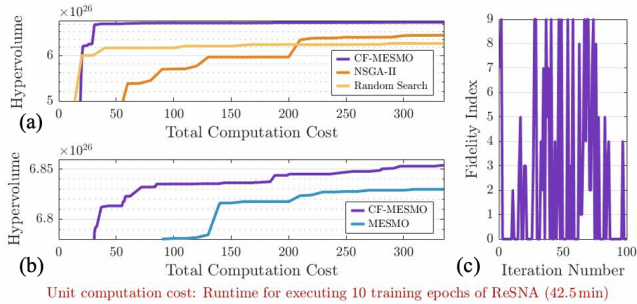 ×10^26
Hypervolume
6
5
CF-MESMO
NSGA-II
Random Search
0 50 100 150 200 250 300
(a)
Total Computation Cost
×10^26
Hypervolume
6.85
6.8
CF-MESMO
MESMO
0 50 100 150 200 250 300
(b)
Total Computation Cost
Fidelity Index
9
8
7
6
5
4
3
2
1
0
0 50 100
(c)
Iteration Number
Unit computation cost: Runtime for executing 10 training epochs of ReSNA (42.5 min)